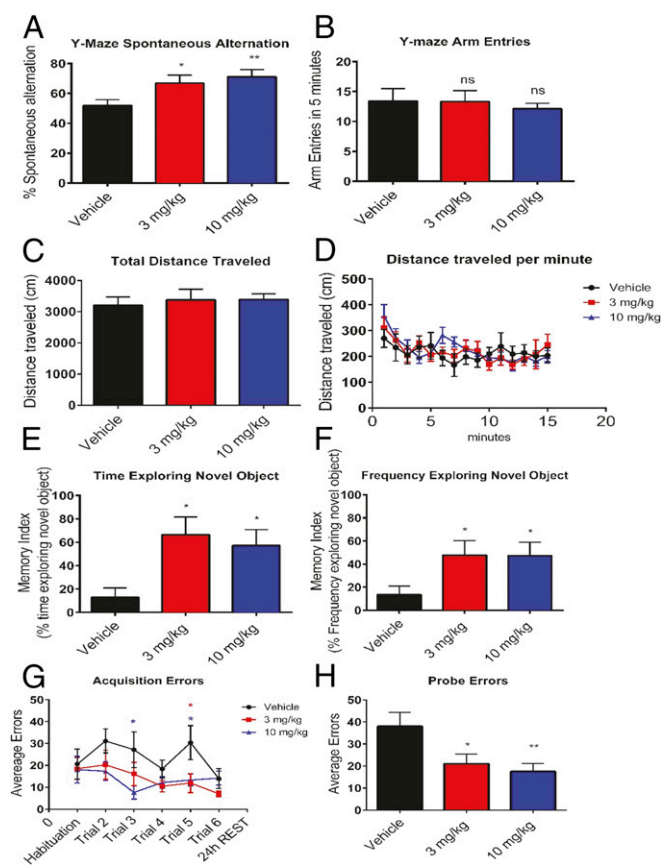 A
Y-Maze Spontaneous Alternation
% Spontaneous alternation
80
60
40
20
0
*
**
Vehicle
3 mg/kg
10 mg/kg
B
Y-maze Arm Entries
Arm Entries in 5 minutes
20
15
10
5
0
ns
ns
Vehicle
3 mg/kg
10 mg/kg
C
Total Distance Traveled
Distance traveled (cm)
4000
3000
2000
1000
0
Vehicle
3 mg/kg
10 mg/kg
D
Distance traveled per minute
Distance traveled (cm)
500
400
300
200
100
0
0
5
10
15
20
minutes
Vehicle
3 mg/kg
10 mg/kg
E
Time Exploring Novel Object
Memory Index
(% time exploring novel object)
100
80
60
40
20
0
*
*
Vehicle
3 mg/kg
10 mg/kg
F
Frequency Exploring Novel Object
Memory Index
(% Frequency exploring novel object)
100
80
60
40
20
0
*
*
Vehicle
3 mg/kg
10 mg/kg
G
Acquisition Errors
Avereage Errors
50
40
30
20
10
0
*
*
*
Vehicle
3 mg/kg
10 mg/kg
0
Habituation
Trial 2
Trial 3
Trial 4
Trial 5
Trial 6
24h REST
H
Probe Errors
Average Errors
50
40
30
20
10
0
*
**
Vehicle
3 mg/kg
10 mg/kg